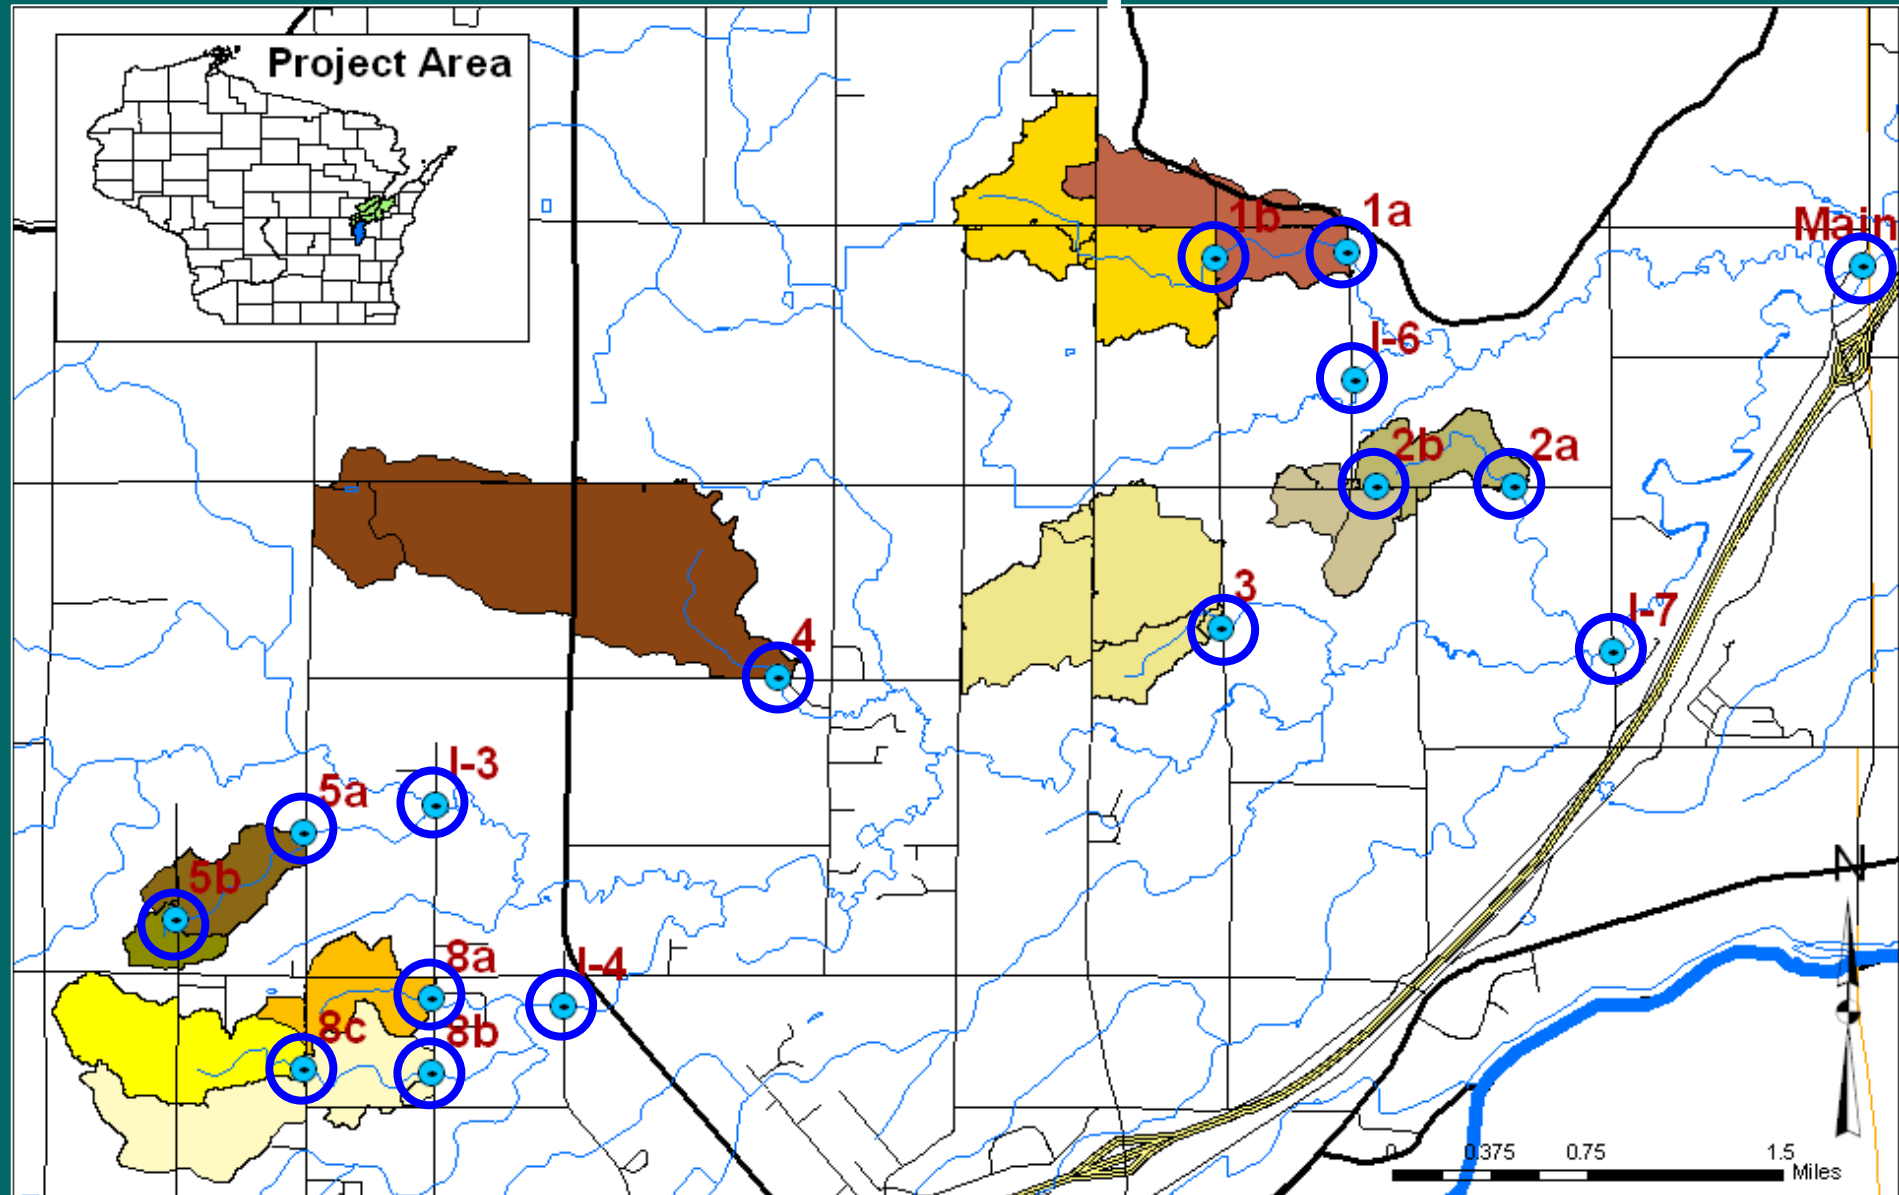 Project Area
1b
1a
Main
I-6
2b
2a
3
I-7
4
I-3
5a
5b
8a
I-4
8c
8b
N
0
0.375
0.75
1.5
Miles